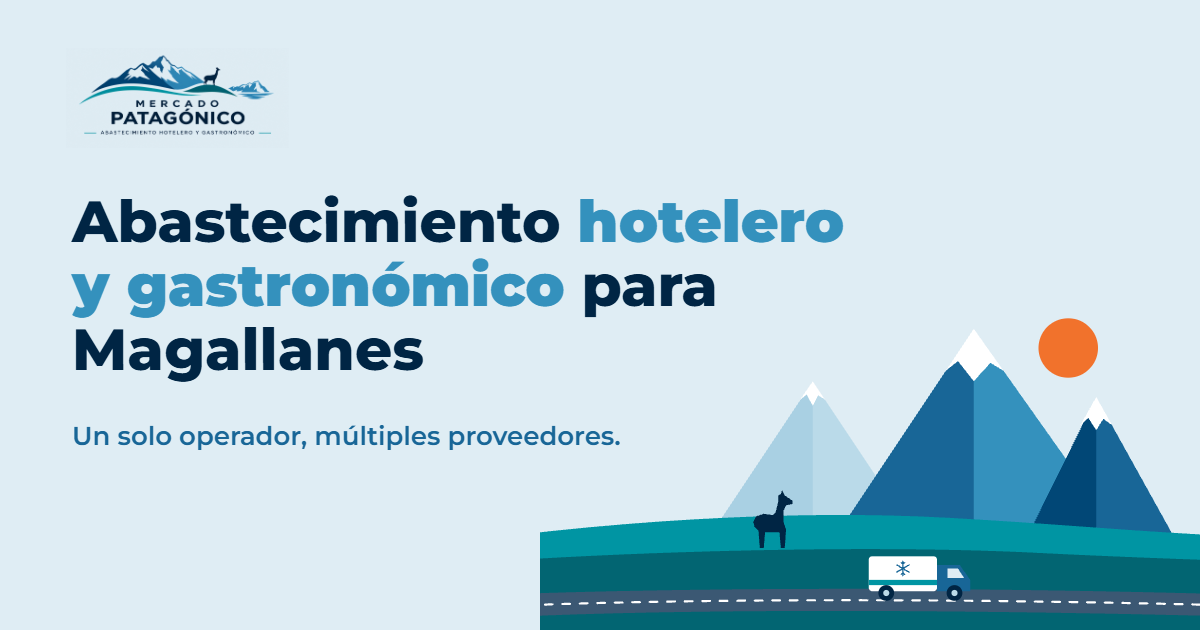 MERCADO
PATAGÓNICO
ABASTECIMIENTO HOTELERO Y GASTRONÓMICO
Abastecimiento hotelero
y gastronómico para
Magallanes
Un solo operador, múltiples proveedores.